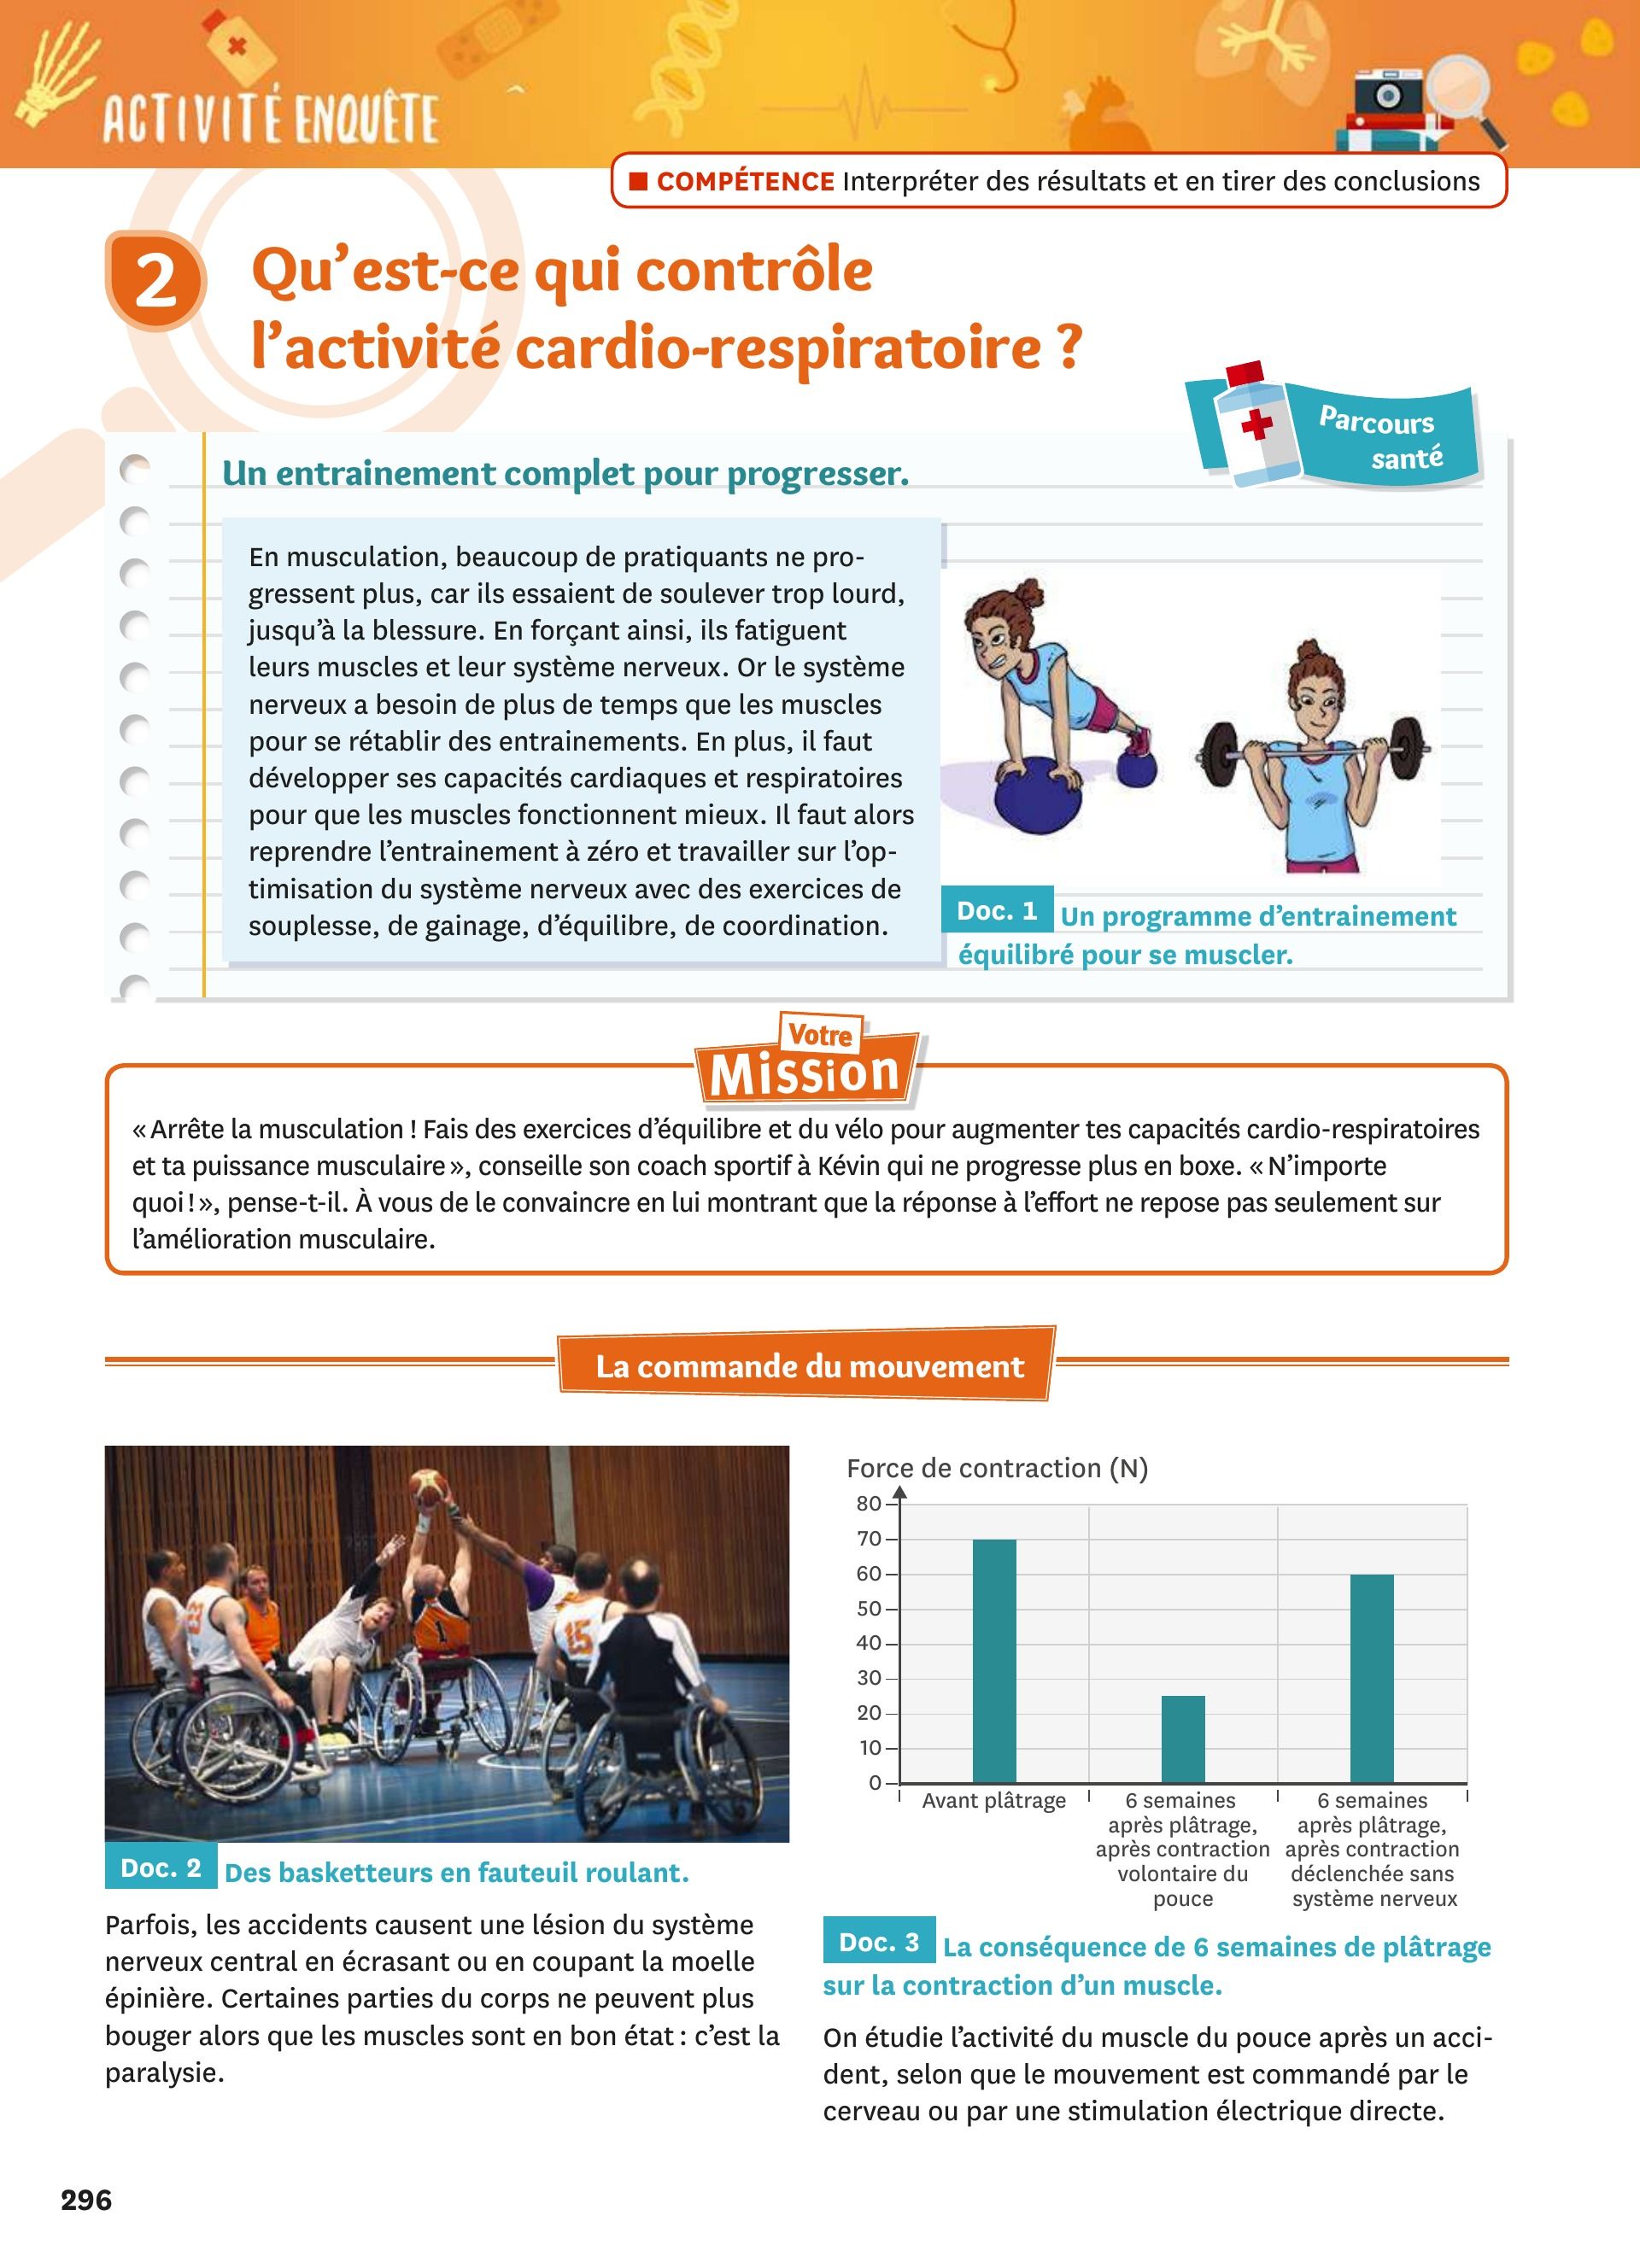 ACTIVITÉ ENQUÊTE
■ COMPÉTENCE Interpréter des résultats et en tirer des conclusions
2
Qu'est-ce qui contrôle
l'activité cardio-respiratoire ?
Parcours
santé
Un entrainement complet pour progresser.
En musculation, beaucoup de pratiquants ne pro-
gressent plus, car ils essaient de soulever trop lourd,
jusqu'à la blessure. En forçant ainsi, ils fatiguent
leurs muscles et leur système nerveux. Or le système
nerveux a besoin de plus de temps que les muscles
pour se rétablir des entrainements. En plus, il faut
développer ses capacités cardiaques et respiratoires
pour que les muscles fonctionnent mieux. Il faut alors
reprendre l'entrainement à zéro et travailler sur l'op-
timisation du système nerveux avec des exercices de
souplesse, de gainage, d'équilibre, de coordination.
Doc. 1 Un programme d'entrainement
équilibré pour se muscler.
Votre
Mission
« Arrête la musculation ! Fais des exercices d'équilibre et du vélo pour augmenter tes capacités cardio-respiratoires
et ta puissance musculaire », conseille son coach sportif à Kévin qui ne progresse plus en boxe. « N'importe
quoi ! », pense-t-il. À vous de le convaincre en lui montrant que la réponse à l'effort ne repose pas seulement sur
l'amélioration musculaire.
La commande du mouvement
1
15
Doc. 2 Des basketteurs en fauteuil roulant.
Parfois, les accidents causent une lésion du système
nerveux central en écrasant ou en coupant la moelle
épinière. Certaines parties du corps ne peuvent plus
bouger alors que les muscles sont en bon état : c'est la
paralysie.
Force de contraction (N)
80
70
60
50
40
30
20
10
0
Avant plâtrage
6 semaines
après plâtrage,
après contraction
volontaire du
pouce
6 semaines
après plâtrage,
après contraction
déclenchée sans
système nerveux
Doc. 3 La conséquence de 6 semaines de plâtrage
sur la contraction d'un muscle.
On étudie l'activité du muscle du pouce après un acci-
dent, selon que le mouvement est commandé par le
cerveau ou par une stimulation électrique directe.
296